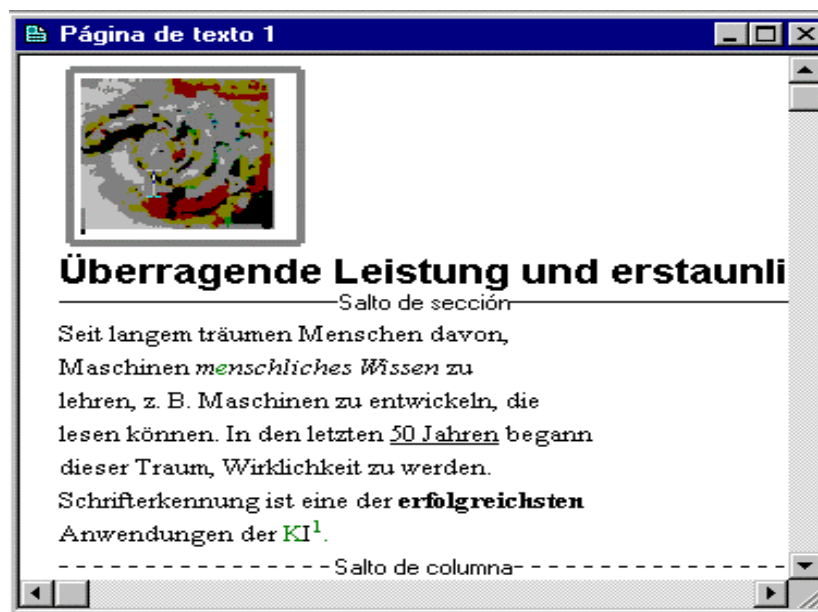 Página de texto 1
Überragende Leistung und erstaunli
Salto de sección
Seit langem träumen Menschen davon,
Maschinen menschliches Wissen zu
lehren, z. B. Maschinen zu entwickeln, die
lesen können. In den letzten 50 Jahren begann
dieser Traum, Wirklichkeit zu werden.
Schrifterkennung ist eine der erfolgreichsten
Anwendungen der KI¹.
Salto de columna